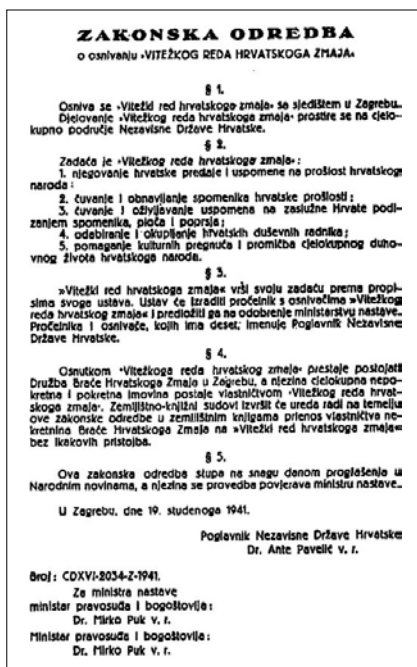 ZAKONSKA ODREDBA
o osnivanju »VITEŽKOG REDA HRVATSKOGA ZMAJA«
§ 1.
Osniva se »Vitežki red hrvatskoga zmaja« sa sjedištem u Zagrebu.
Djelovanje »Vitežkog reda hrvatskoga zmaja« prostire se na cjelo-
kupno područje Nezavisne Države Hrvatske.
§ 2.
Zadaća je »Vitežkog reda hrvatskoga zmaja«:
1. njegovanje hrvatske predaje i uspomene na prošlost hrvatskog
naroda:
2. čuvanje i obnavljanje spomenika hrvatske prošlosti;
3. čuvanje i oživljavanje uspomena na zaslužne Hrvate podi-
zanjem spomenika, ploča i poprsja;
4. odabiranje i okupljanje hrvatskih duševnih radnika;
5. pomaganje kulturnih pregnuća i promičba cjelokupnog duho-
vnog života hrvatskoga naroda.
§ 3.
»Vitežki red hrvatskoga zmaja« vrši svoju zadaću prema propi-
sima svoga ustava. Ustav će izraditi pročelnik s osnivačima »Vitežkog
reda hrvatskog zmaja« i predložiti ga na odobrenje ministarstvu nastave.
Pročelnika i osnivače, kojih ima deset, imenuje Poglavnik Nezavisne
Države Hrvatske.
§ 4.
Osnutkom »Vitežkoga reda hrvatskog zmaja« prestaje postojati
Družba Braće Hrvatskoga Zmaja u Zagrebu, a njezina cjelokupna nepo-
kretna i pokretna imovina postaje vlastničtvom »Vitežkog reda hrvat-
skoga zmaja«. Zemljištno-knjižni sudovi izvršit će ureda radi na temelju
ove zakonske odredbe u zemljišnim knjigama prienos vlastničtva ne-
kretnina Braće Hrvatskoga Zmaja na »Vitežki red hrvatskoga zmaja«
bez ikakovih pristojba.
§ 5.
Ova zakonska odredba stupa na snagu danom proglašenja u
Narodnim novinama, a njezina se provedba povjerava ministru nastave.
U Zagrebu, dne 19. studenoga 1941.
Poglavnik Nezavisne Države Hrvatske
Dr. Ante Pavelić v. r.
Broj: CDXVI-2034-Z-1941.
Za ministra nastave
ministar pravosuđa i bogoštovlja:
Dr. Mirko Puk v. r.
Ministar pravosuđa i bogoštovlja:
Dr. Mirko Puk v. r.